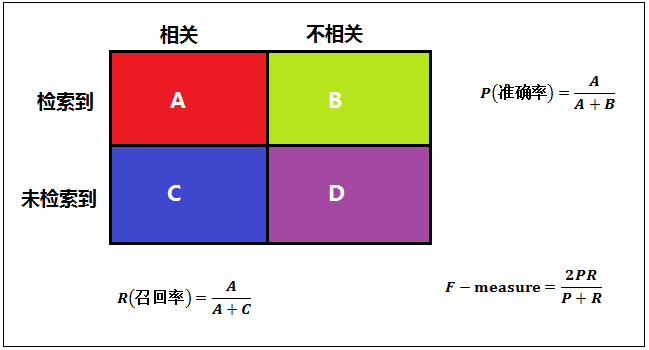 相关 不相关
检索到 A B
P(准确率) = A / (A + B)
未检索到 C D
R(召回率) = A / (A + C)
F − measure = 2PR / (P + R)